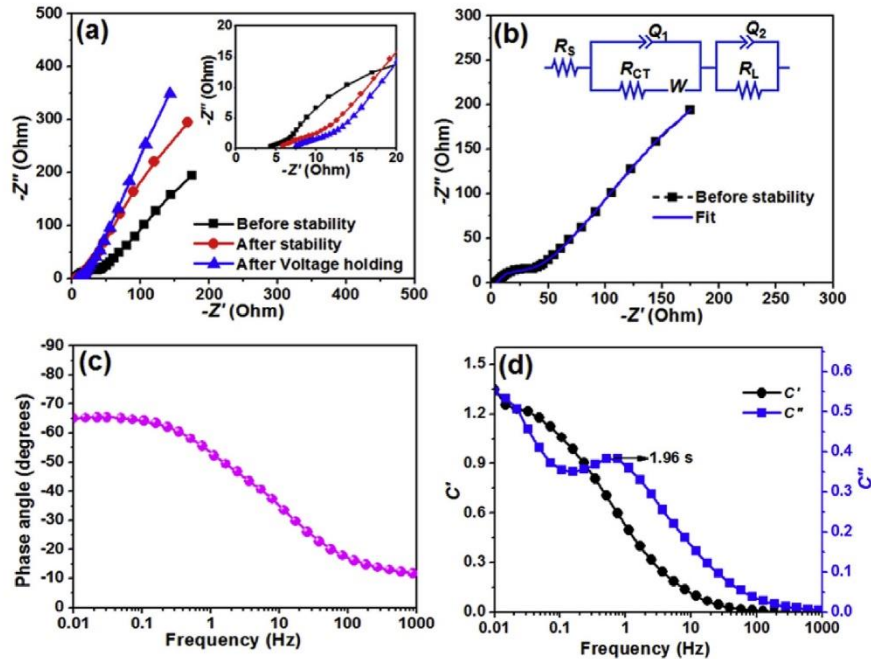 (a)
500
400
300
200
100
0
-Z″ (Ohm)
0 100 200 300 400 500
-Z′ (Ohm)
15
10
5
0
-Z″ (Ohm)
0 5 10 15 20
-Z′ (Ohm)
Before stability
After stability
After Voltage holding
(b)
300
250
200
150
100
50
0
-Z″ (Ohm)
0 50 100 150 200 250 300
-Z′ (Ohm)
RS
Q1
RCT
W
Q2
RL
Before stability
Fit
(c)
-90
-80
-70
-60
-50
-40
-30
-20
-10
0
Phase angle (degrees)
0.01 0.1 1 10 100 1000
Frequency (Hz)
(d)
1.5
1.2
0.9
0.6
0.3
0.0
C′
C′
C″
1.96 s
0.6
0.5
0.4
0.3
0.2
0.1
0.0
C″
0.01 0.1 1 10 100 1000
Frequency (Hz)